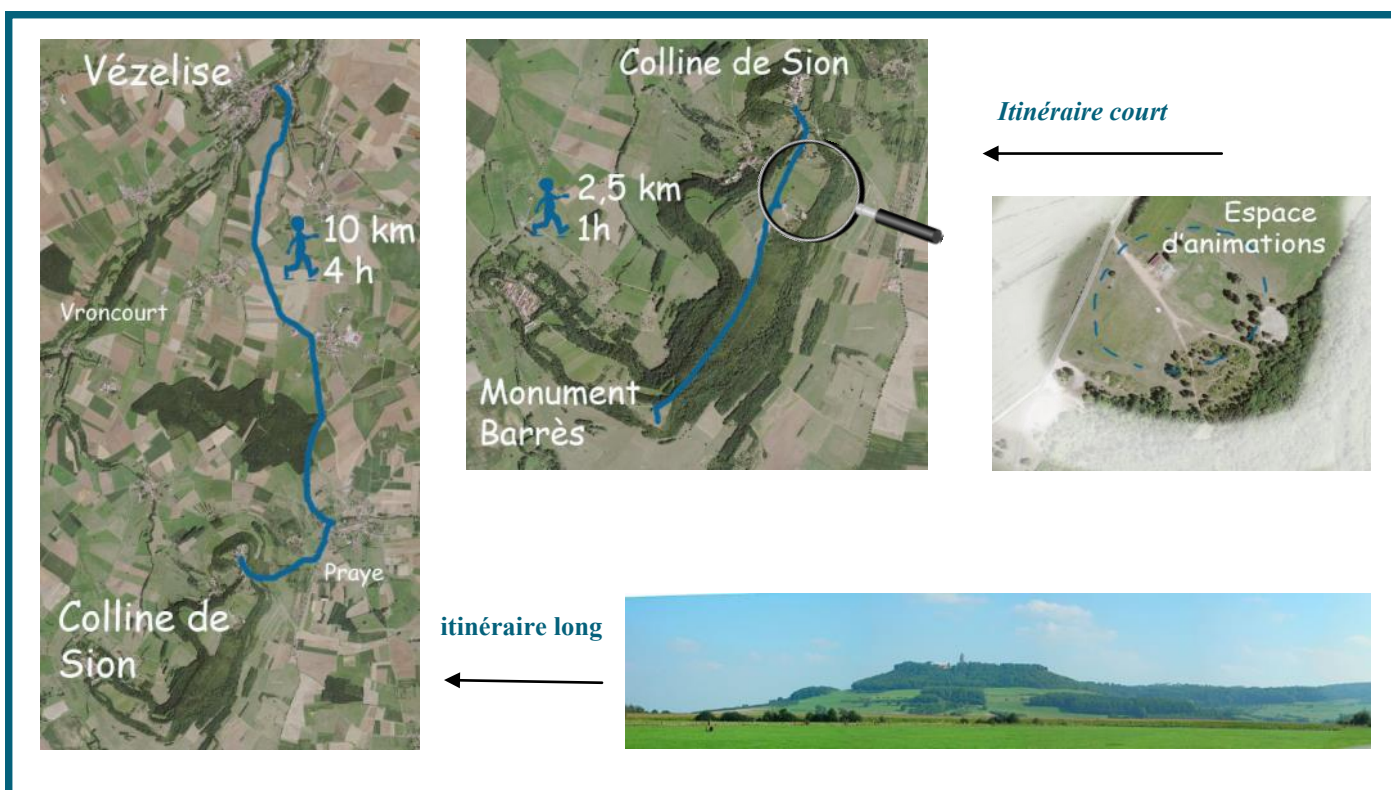 Vézelise
10 km
4 h
Vroncourt
Praye
Colline de
Sion
Colline de Sion
2,5 km
1h
Monument
Barrès
Itinéraire court
Espace
d'animations
itinéraire long